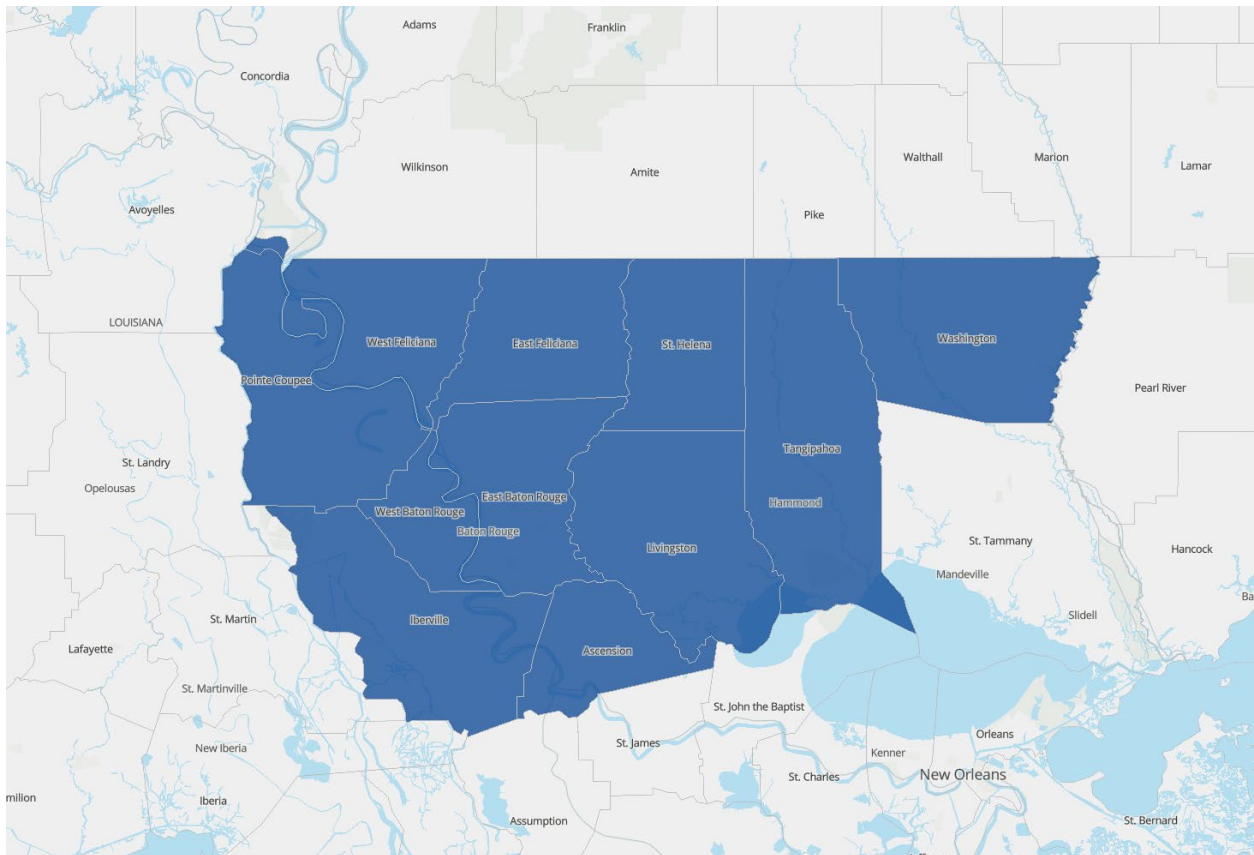 Adams
Franklin
Concordia
Wilkinson
Amite
Walthall
Marion
Lamar
Avoyelles
Pike
LOUISIANA
West Feliciana
East Feliciana
St. Helena
Washington
Pointe Coupee
Pearl River
St. Landry
Opelousas
Tangipahoa
East Baton Rouge
Hammond
West Baton Rouge
Baton Rouge
Livingston
St. Tammany
Hancock
Mandeville
Ba
St. Martin
Iberville
Slidell
Lafayette
Ascension
St. Martinville
St. John the Baptist
New Iberia
St. James
Orleans
Kenner
New Orleans
St. Charles
milion
Iberia
Assumption
St. Bernard